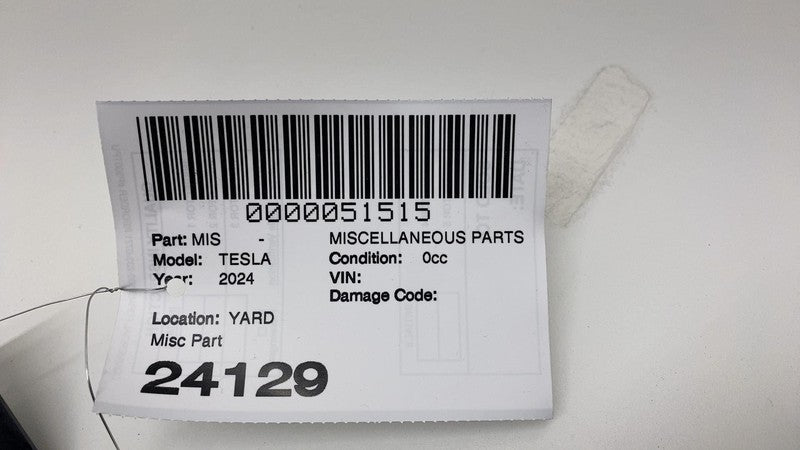 0000051515
Part: MIS - MISCELLANEOUS PARTS
Model: TESLA Condition: 0cc
Year: 2024 VIN:
Damage Code:
Location: YARD
Misc Part
24129